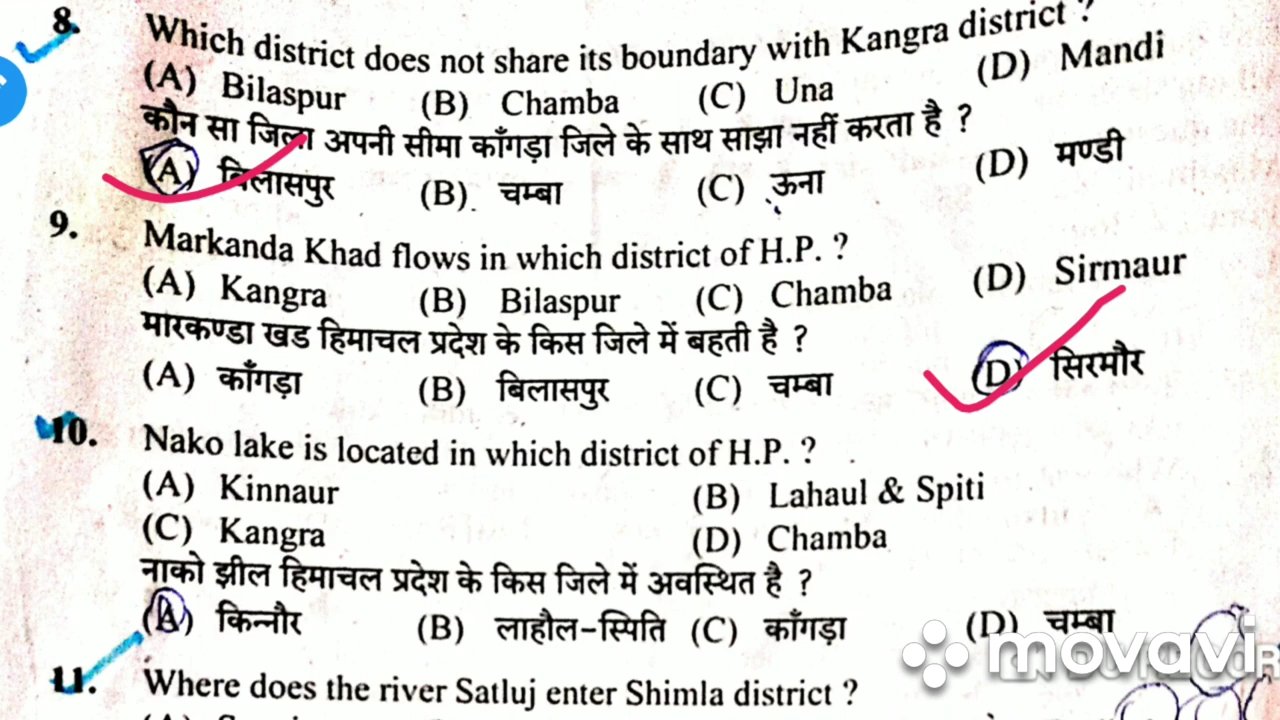 8. Which district does not share its boundary with Kangra district ?
(A) Bilaspur (B) Chamba (C) Una (D) Mandi
कौन सा जिला अपनी सीमा काँगड़ा जिले के साथ साझा नहीं करता है ?
(A) बिलासपुर (B) चम्बा (C) ऊना (D) मण्डी
9. Markanda Khad flows in which district of H.P. ?
(A) Kangra (B) Bilaspur (C) Chamba (D) Sirmaur
मारकण्डा खड हिमाचल प्रदेश के किस जिले में बहती है ?
(A) काँगड़ा (B) बिलासपुर (C) चम्बा (D) सिरमौर
10. Nako lake is located in which district of H.P. ?
(A) Kinnaur (B) Lahaul & Spiti
(C) Kangra (D) Chamba
नाको झील हिमाचल प्रदेश के किस जिले में अवस्थित है ?
(A) किन्नौर (B) लाहौल-स्पिति (C) काँगड़ा (D) चम्बा
movavi
11. Where does the river Satluj enter Shimla district ?